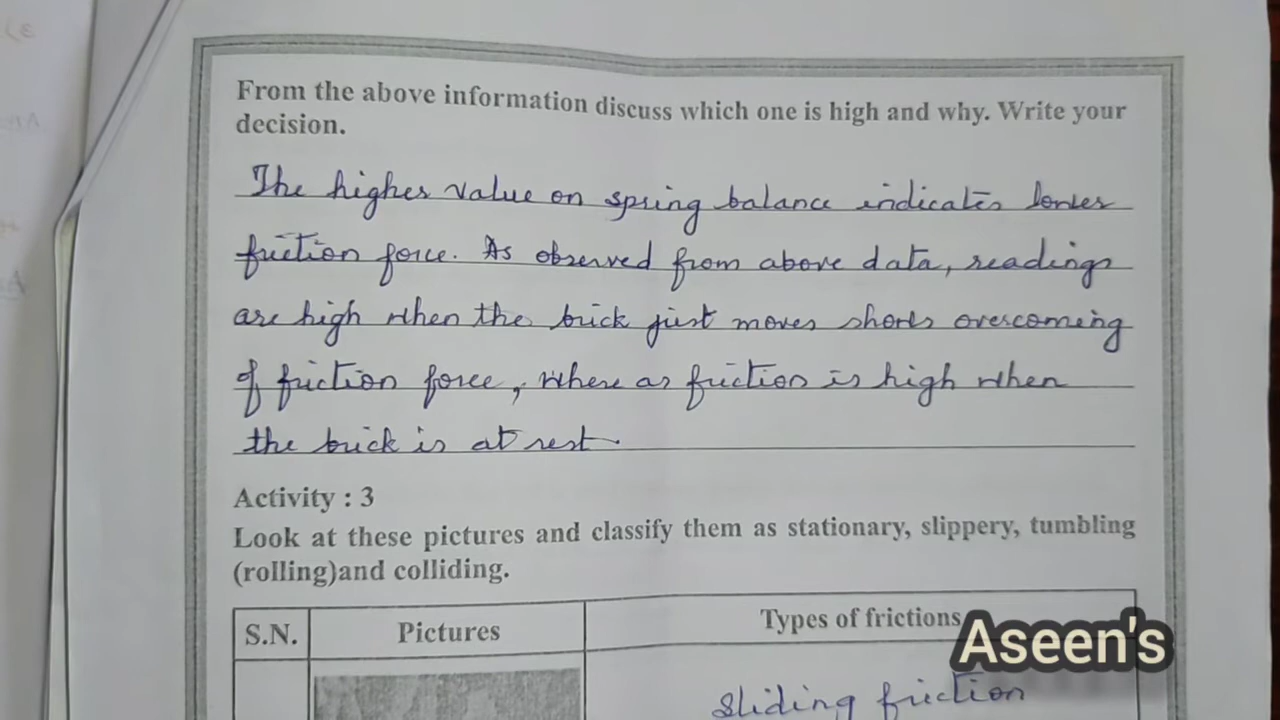 From the above information discuss which one is high and why. Write your
decision.
The higher value on spring balance indicates lower
friction force. As observed from above data, readings
are high when the brick just moves shows overcoming
of friction force, where as friction is high when
the brick is at rest.
Activity : 3
Look at these pictures and classify them as stationary, slippery, tumbling
(rolling)and colliding.
S.N.
Pictures
Types of frictions
Aseen's
sliding friction